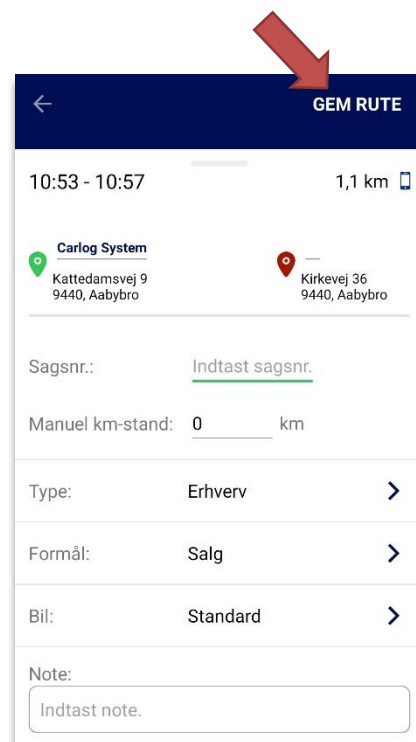 GEM RUTE
10:53 - 10:57 1,1 km
Carlog System —
Kattedamsvej 9 Kirkevej 36
9440, Aabybro 9440, Aabybro
Sagsnr.: Indtast sagsnr.
Manuel km-stand: 0 km
Type: Erhverv
Formål: Salg
Bil: Standard
Note:
Indtast note.